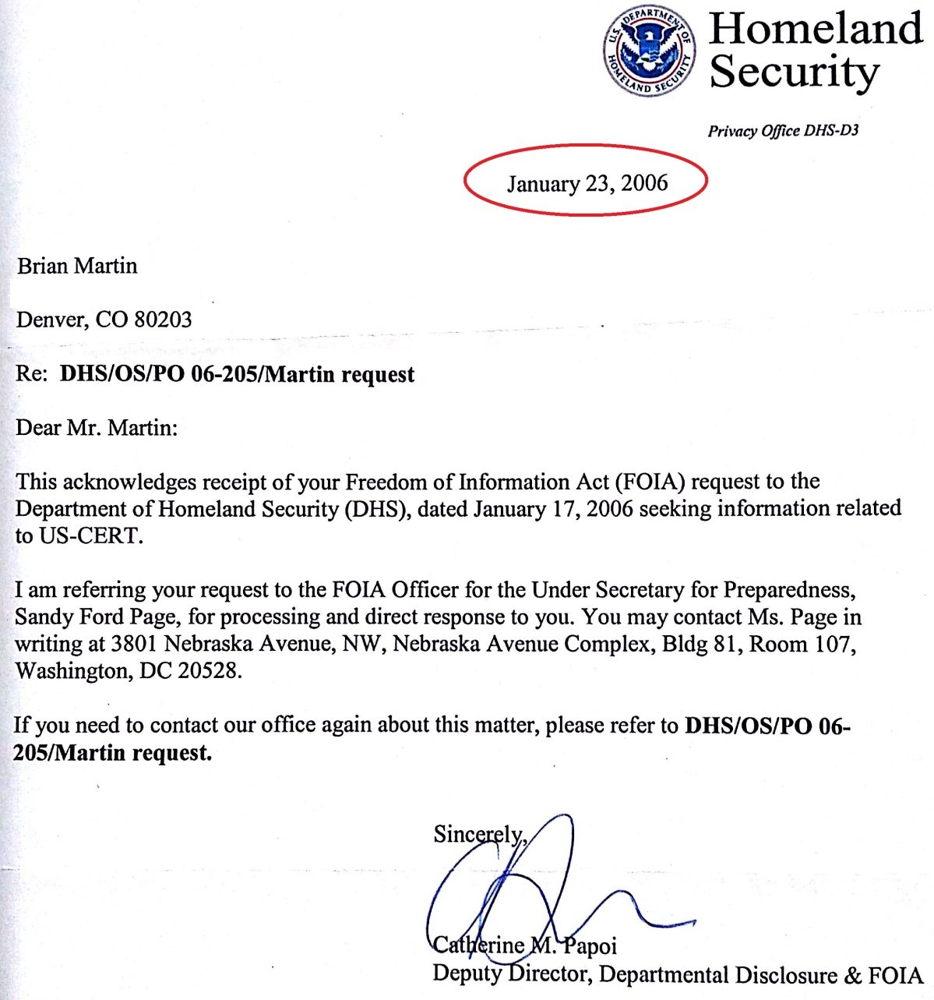 U.S. DEPARTMENT OF
HOMELAND SECURITY
Homeland
Security
Privacy Office DHS-D3
January 23, 2006
Brian Martin
Denver, CO 80203
Re: DHS/OS/PO 06-205/Martin request
Dear Mr. Martin:
This acknowledges receipt of your Freedom of Information Act (FOIA) request to the
Department of Homeland Security (DHS), dated January 17, 2006 seeking information related
to US-CERT.
I am referring your request to the FOIA Officer for the Under Secretary for Preparedness,
Sandy Ford Page, for processing and direct response to you. You may contact Ms. Page in
writing at 3801 Nebraska Avenue, NW, Nebraska Avenue Complex, Bldg 81, Room 107,
Washington, DC 20528.
If you need to contact our office again about this matter, please refer to DHS/OS/PO 06-
205/Martin request.
Sincerely,
Catherine M. Papoi
Deputy Director, Departmental Disclosure & FOIA